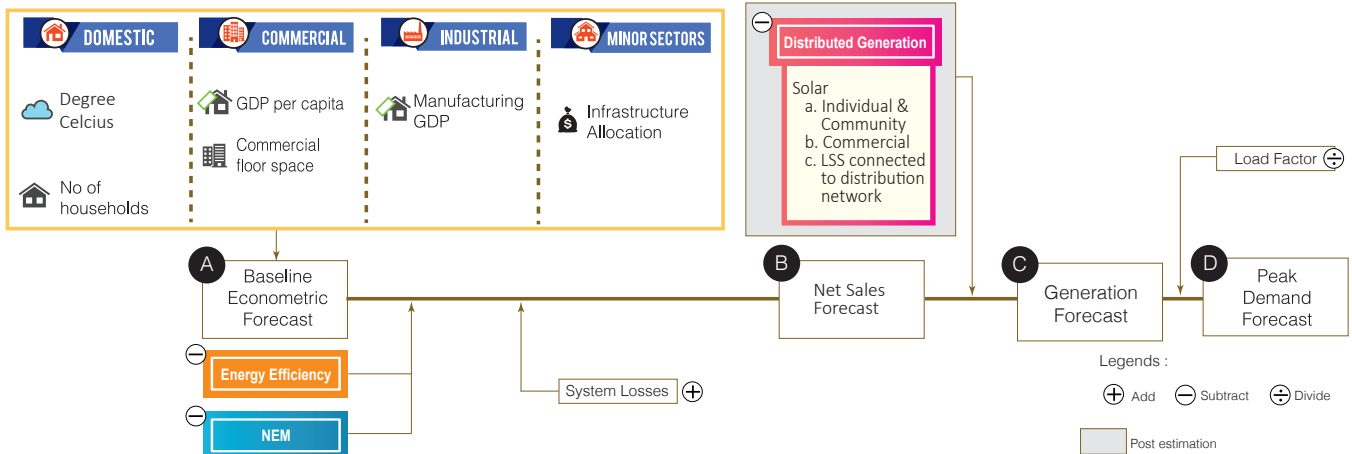 DOMESTIC
Degree
Celcius
No of
households
COMMERCIAL
GDP per capita
Commercial
floor space
INDUSTRIAL
Manufacturing
GDP
MINOR SECTORS
$
Infrastructure
Allocation
Distributed Generation
Solar
a. Individual &
Community
b. Commercial
c. LSS connected
to distribution
network
Load Factor
A
Baseline
Econometric
Forecast
B
Net Sales
Forecast
C
Generation
Forecast
D
Peak
Demand
Forecast
Energy Efficiency
NEM
System Losses
Legends :
Add
Subtract
Divide
Post estimation